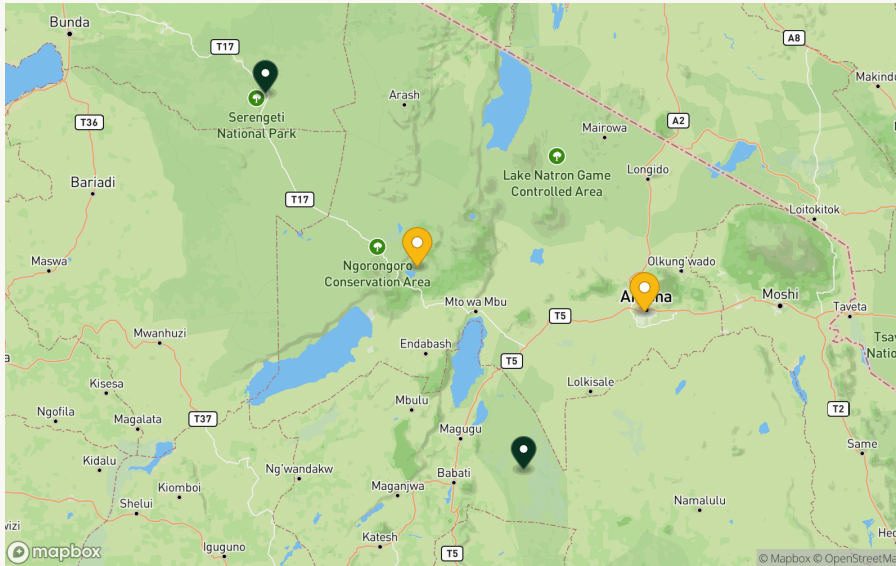 Bunda
T17
A8
Makindu
Arash
Serengeti
National Park
T36
A2
Mairowa
Lake Natron Game
Controlled Area
Longido
Bariadi
T17
Loitokitok
Maswa
Ngorongoro
Conservation Area
Olkung'wado
Mto wa Mbu
T5
Moshi
Taveta
Mwanhuzi
Endabash
T5
Lolkisale
Kisesa
Mbulu
Ngofila
Magalata
T37
Magugu
T2
Same
Kidalu
Ng'wandakw
Babati
Kiomboi
Maganjwa
Shelui
Namalulu
Katesh
Iguguno
T5
mapbox
© Mapbox © OpenStreetMa